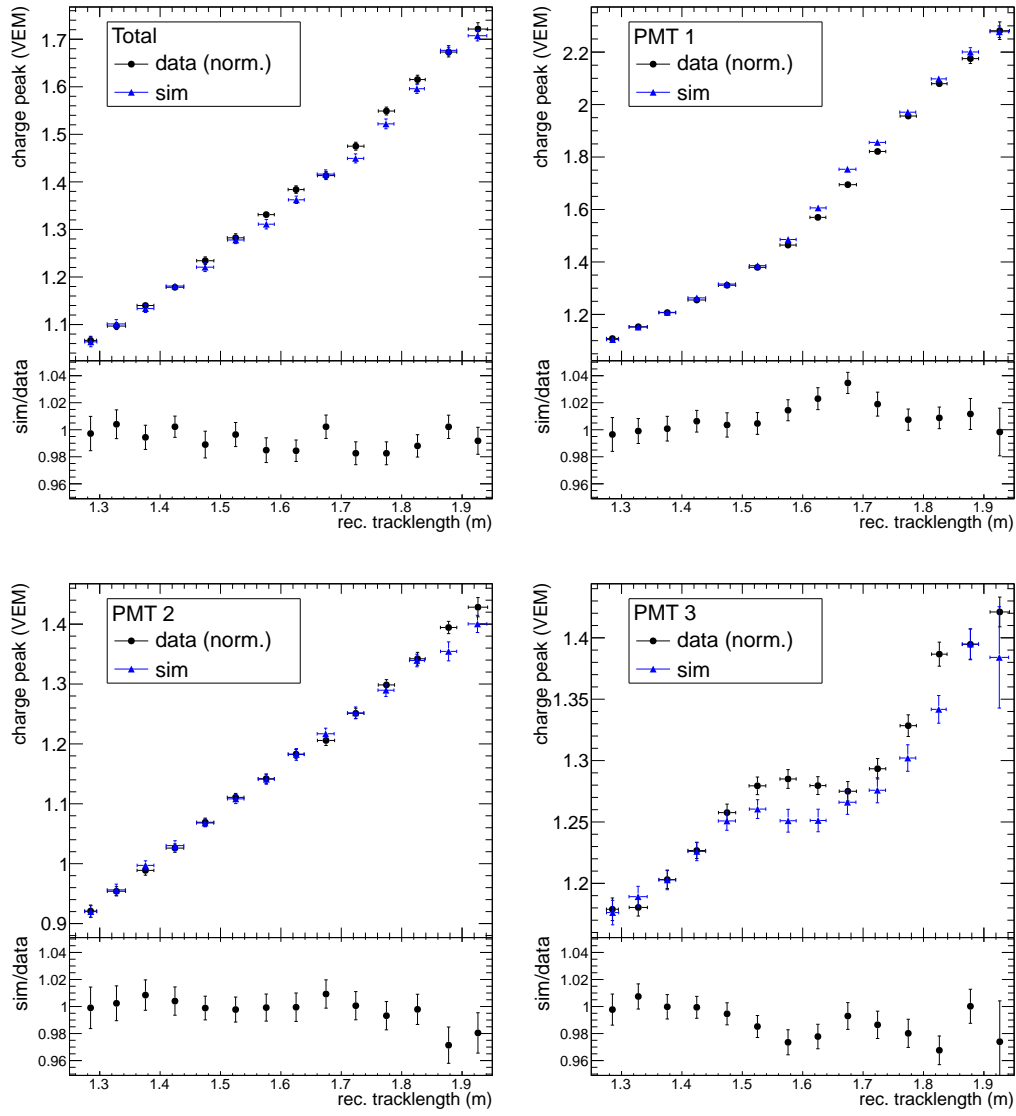 Total
data (norm.)
sim
charge peak (VEM)
1.7
1.6
1.5
1.4
1.3
1.2
1.1
sim/data
1.04
1.02
1
0.98
0.96
1.3 1.4 1.5 1.6 1.7 1.8 1.9
rec. tracklength (m)
PMT 1
data (norm.)
sim
charge peak (VEM)
2.2
2
1.8
1.6
1.4
1.2
sim/data
1.04
1.02
1
0.98
0.96
1.3 1.4 1.5 1.6 1.7 1.8 1.9
rec. tracklength (m)
PMT 2
data (norm.)
sim
charge peak (VEM)
1.4
1.3
1.2
1.1
1
0.9
sim/data
1.04
1.02
1
0.98
0.96
1.3 1.4 1.5 1.6 1.7 1.8 1.9
rec. tracklength (m)
PMT 3
data (norm.)
sim
charge peak (VEM)
1.4
1.35
1.3
1.25
1.2
sim/data
1.04
1.02
1
0.98
0.96
1.3 1.4 1.5 1.6 1.7 1.8 1.9
rec. tracklength (m)